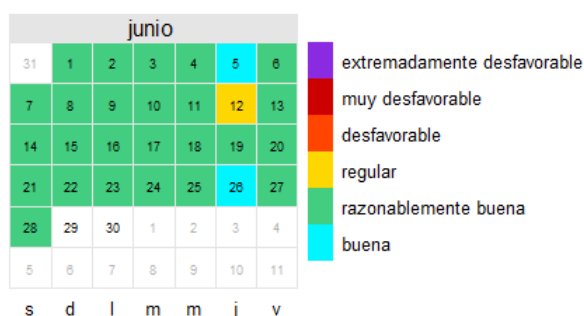 junio
31 1 2 3 4 5 6
7 8 9 10 11 12 13
14 15 16 17 18 19 20
21 22 23 24 25 26 27
28 29 30 1 2 3 4
5 6 7 8 9 10 11
s d l m m j v
extremadamente desfavorable
muy desfavorable
desfavorable
regular
razonablemente buena
buena